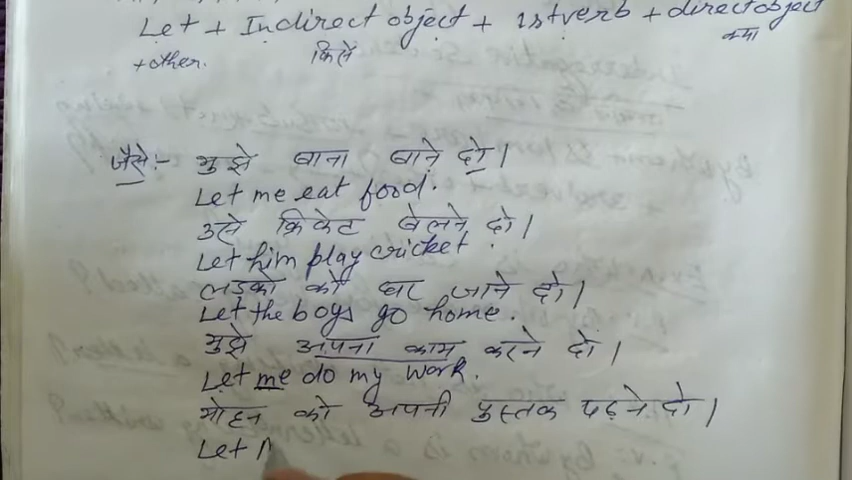 Let + Indirect object + 1st verb + direct object
+other. किसे क्या
जैसे:- मुझे खाना खाने दो।
Let me eat food.
उसे क्रिकेट खेलने दो।
Let him play cricket.
लड़को को घर जाने दो।
Let the boys go home.
मुझे अपना काम करने दो।
Let me do my work.
मोहन को अपनी पुस्तक पढ़ने दो।
Let